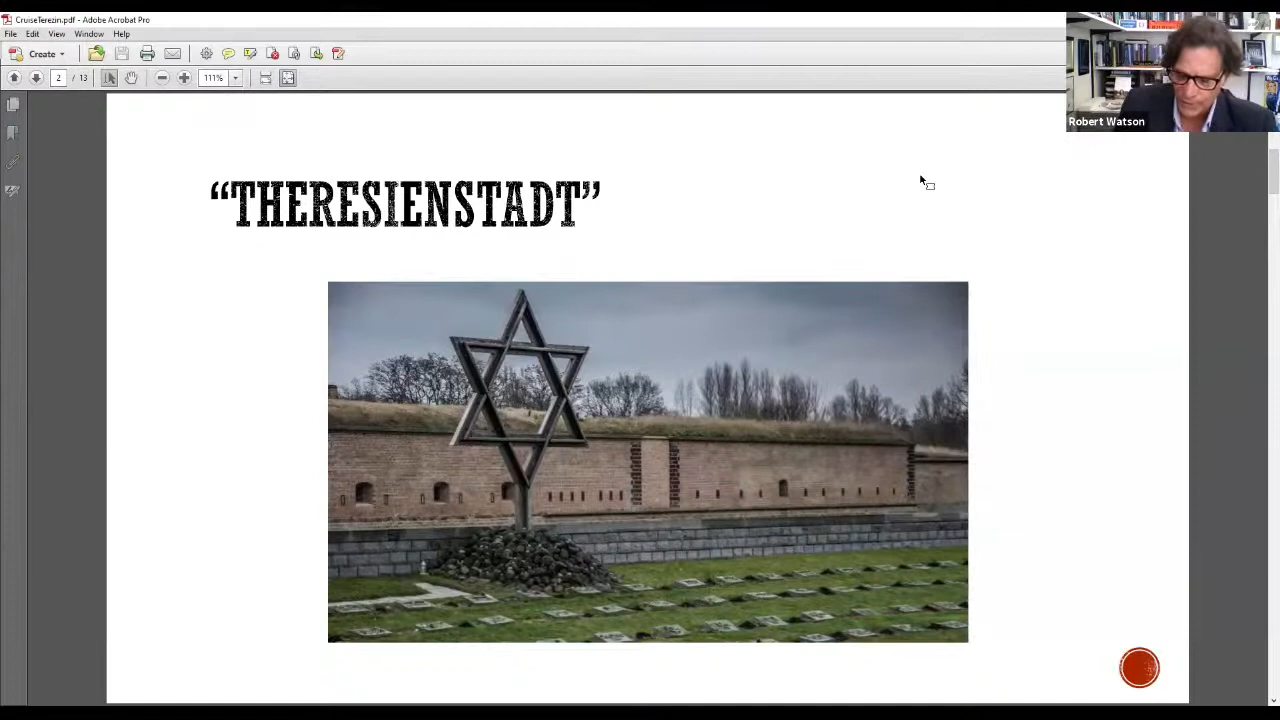 CruiseTerezin.pdf - Adobe Acrobat Pro
File Edit View Window Help
Create
2 / 13 111%
Robert Watson
“THERESIENSTADT”